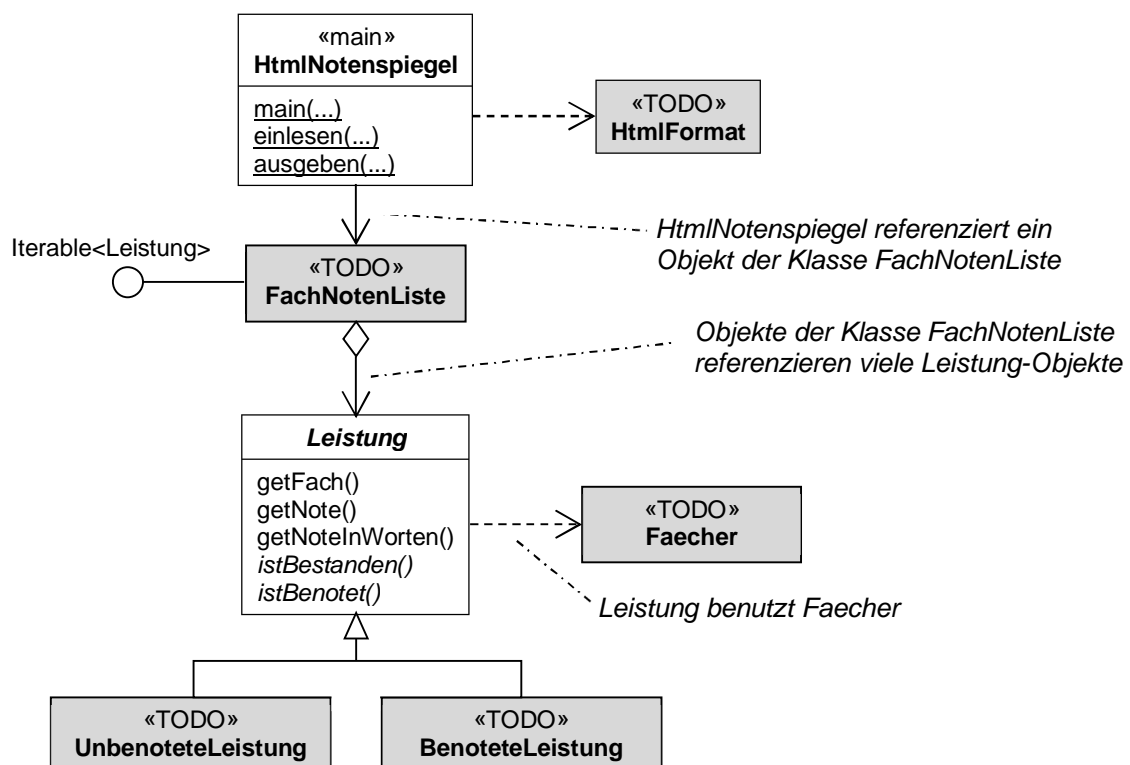 «main»
HtmlNotenspiegel
main(...)
einlesen(...)
ausgeben(...)
«TODO»
HtmlFormat
HtmlNotenspiegel referenziert ein
Objekt der Klasse FachNotenListe
Iterable<Leistung>
«TODO»
FachNotenListe
Objekte der Klasse FachNotenListe
referenzieren viele Leistung-Objekte
Leistung
getFach()
getNote()
getNoteInWorten()
istBestanden()
istBenotet()
«TODO»
Faecher
Leistung benutzt Faecher
«TODO»
UnbenoteteLeistung
«TODO»
BenoteteLeistung